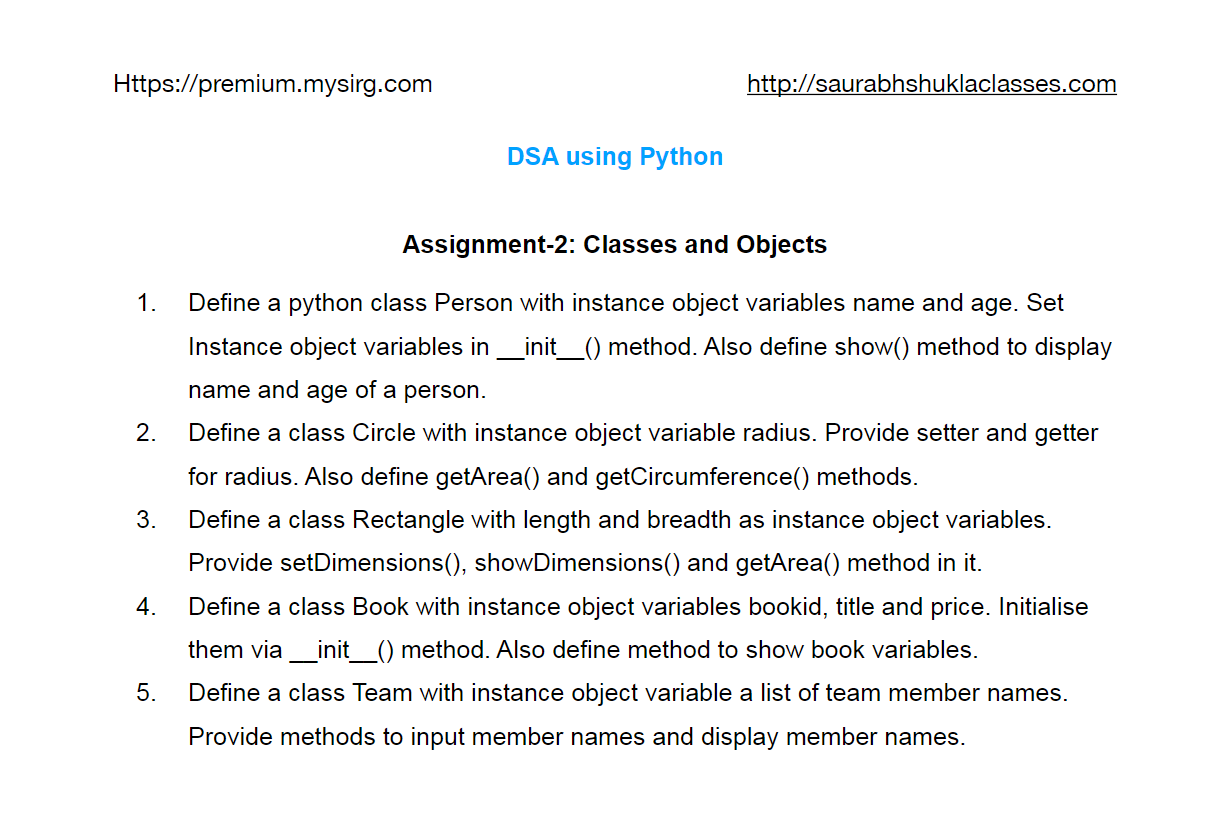 Https://premium.mysirg.com http://saurabhshuklaclasses.com
DSA using Python
Assignment-2: Classes and Objects
1. Define a python class Person with instance object variables name and age. Set
Instance object variables in __init__() method. Also define show() method to display
name and age of a person.
2. Define a class Circle with instance object variable radius. Provide setter and getter
for radius. Also define getArea() and getCircumference() methods.
3. Define a class Rectangle with length and breadth as instance object variables.
Provide setDimensions(), showDimensions() and getArea() method in it.
4. Define a class Book with instance object variables bookid, title and price. Initialise
them via __init__() method. Also define method to show book variables.
5. Define a class Team with instance object variable a list of team member names.
Provide methods to input member names and display member names.